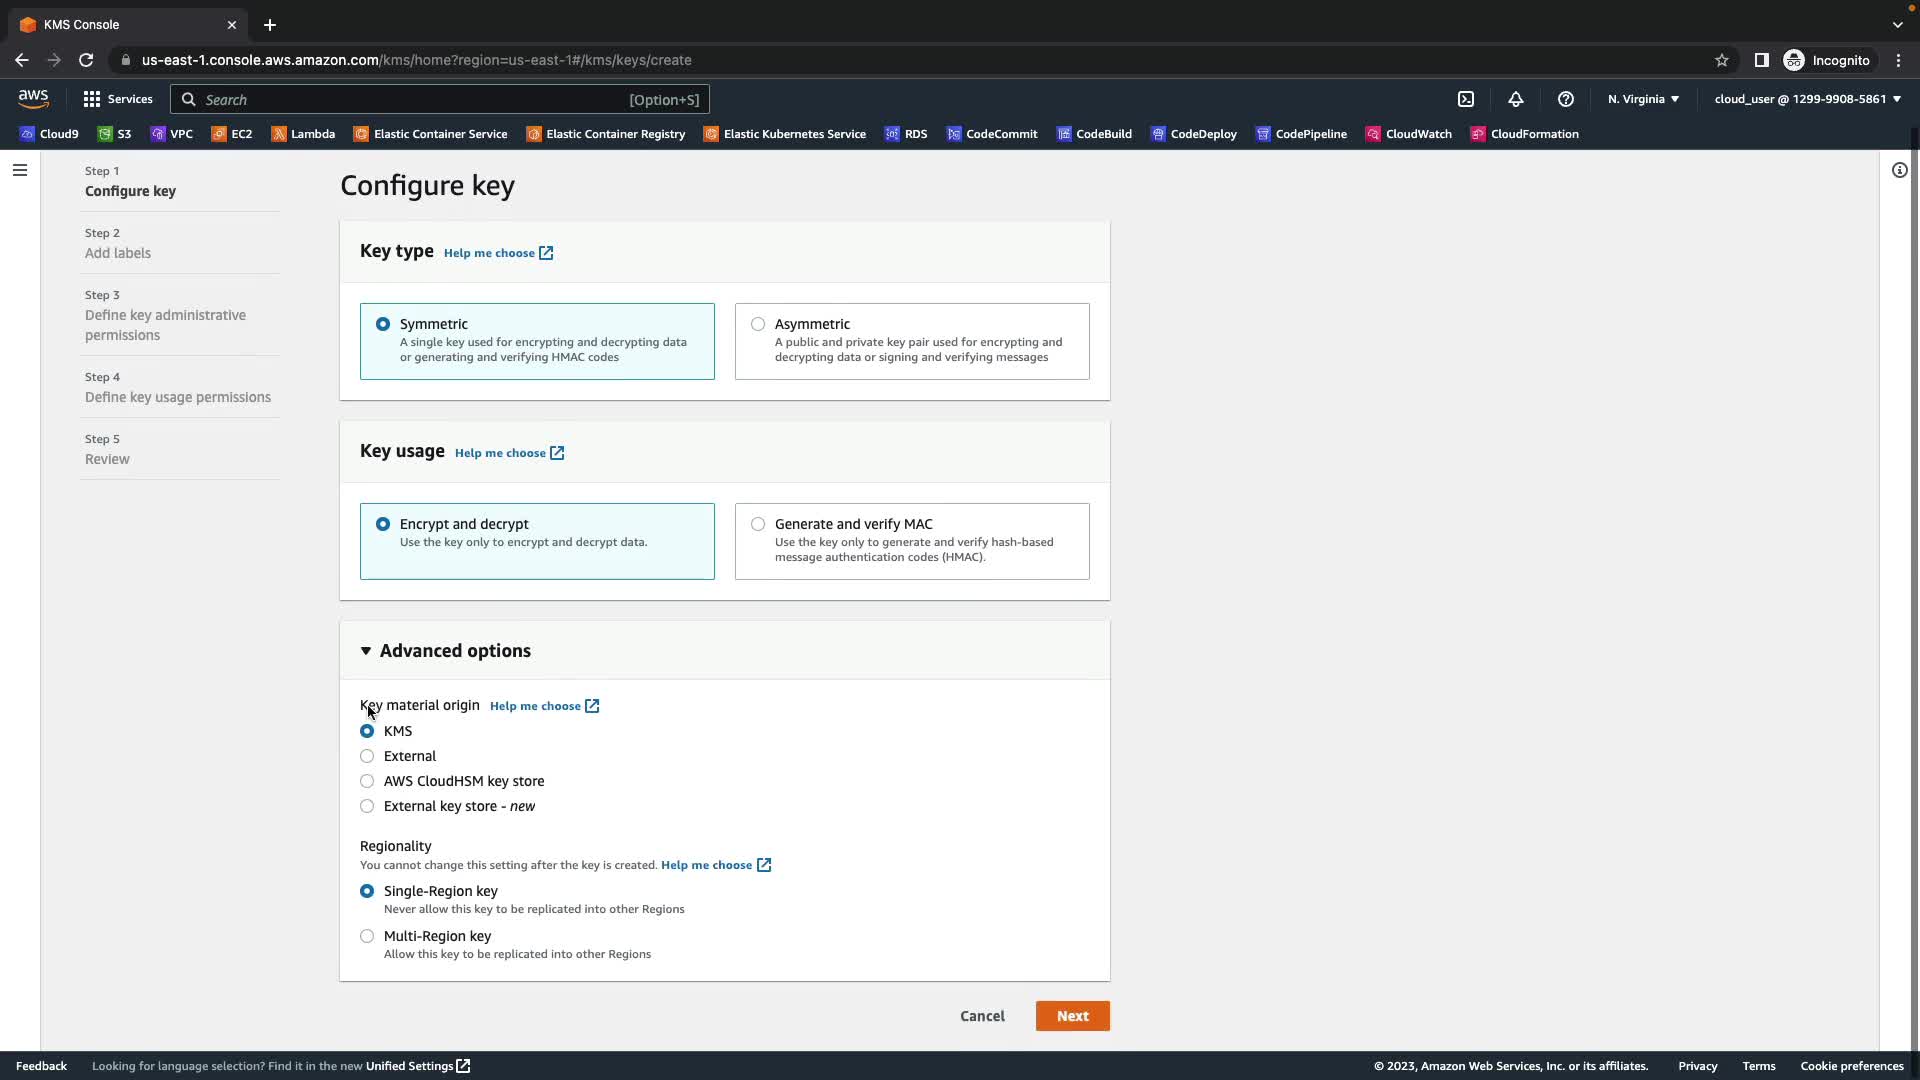 KMS Console
us-east-1.console.aws.amazon.com/kms/home?region=us-east-1#/kms/keys/create
Incognito
aws
Services
Search
[Option+S]
N. Virginia
cloud_user @ 1299-9908-5861
Cloud9
S3
VPC
EC2
Lambda
Elastic Container Service
Elastic Container Registry
Elastic Kubernetes Service
RDS
CodeCommit
CodeBuild
CodeDeploy
CodePipeline
CloudWatch
CloudFormation
Step 1
Configure key
Step 2
Add labels
Step 3
Define key administrative
permissions
Step 4
Define key usage permissions
Step 5
Review
Configure key
Key type Help me choose
Symmetric
A single key used for encrypting and decrypting data
or generating and verifying HMAC codes
Asymmetric
A public and private key pair used for encrypting and
decrypting data or signing and verifying messages
Key usage Help me choose
Encrypt and decrypt
Use the key only to encrypt and decrypt data.
Generate and verify MAC
Use the key only to generate and verify hash-based
message authentication codes (HMAC).
Advanced options
Key material origin Help me choose
KMS
External
AWS CloudHSM key store
External key store - new
Regionality
You cannot change this setting after the key is created. Help me choose
Single-Region key
Never allow this key to be replicated into other Regions
Multi-Region key
Allow this key to be replicated into other Regions
Cancel
Next
Feedback
Looking for language selection? Find it in the new Unified Settings
© 2023, Amazon Web Services, Inc. or its affiliates.
Privacy
Terms
Cookie preferences